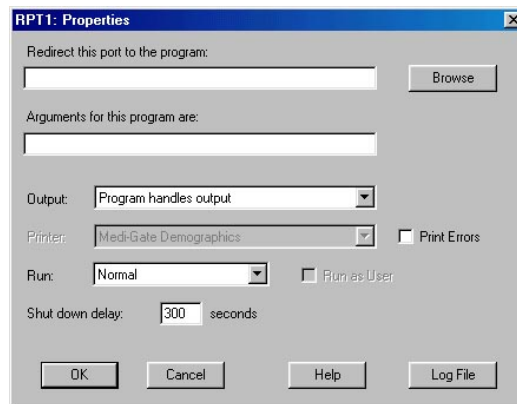 RPT1: Properties
Redirect this port to the program:
Browse
Arguments for this program are:
Output: Program handles output
Printer: Medi-Gate Demographics Print Errors
Run: Normal Run as User
Shut down delay: 300 seconds
OK Cancel Help Log File